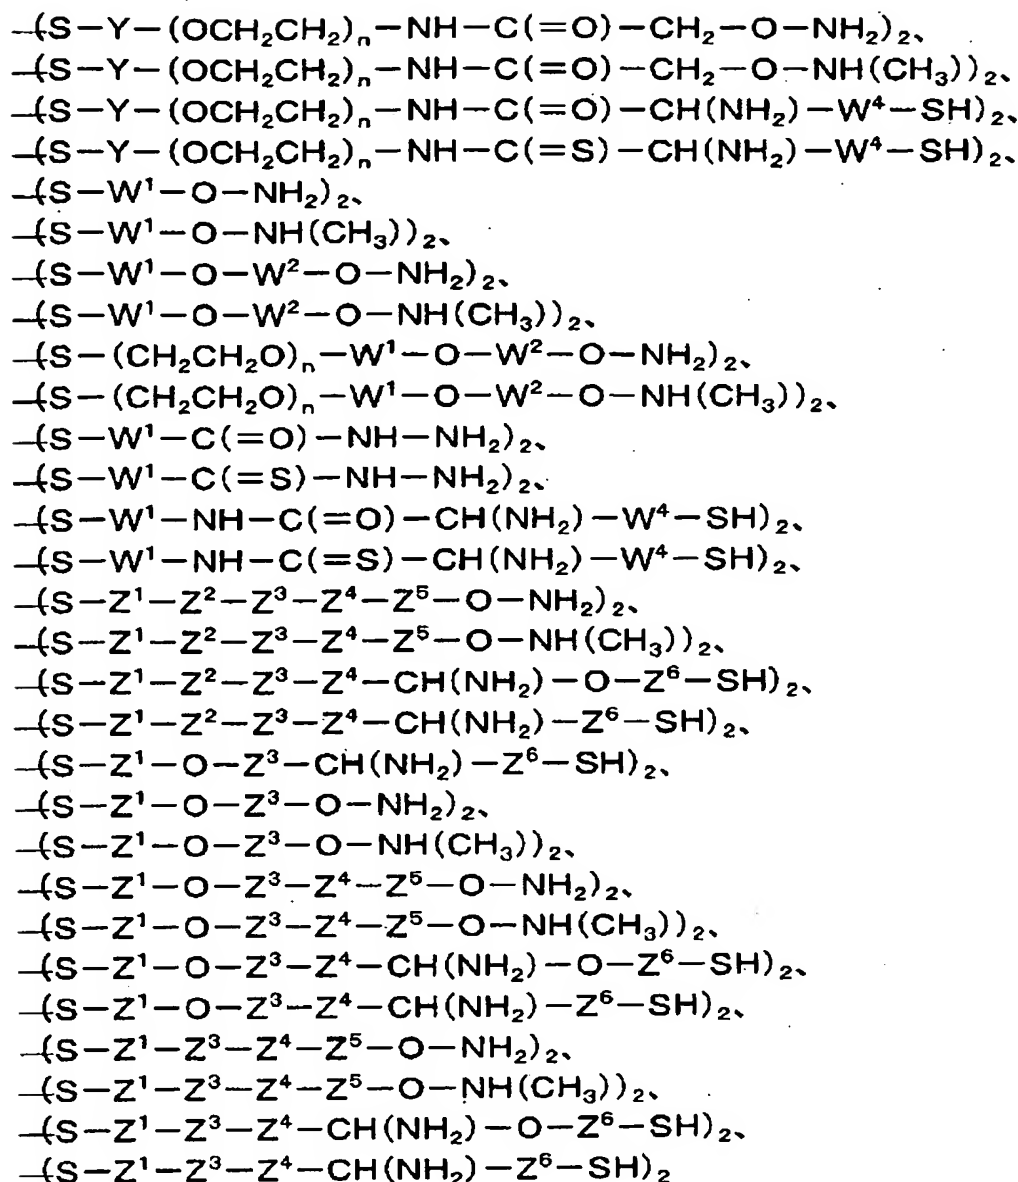 -(S-Y-(OCH₂CH₂)ₙ-NH-C(=O)-CH₂-O-NH₂)₂、
-(S-Y-(OCH₂CH₂)ₙ-NH-C(=O)-CH₂-O-NH(CH₃))₂、
-(S-Y-(OCH₂CH₂)ₙ-NH-C(=O)-CH(NH₂)-W⁴-SH)₂、
-(S-Y-(OCH₂CH₂)ₙ-NH-C(=S)-CH(NH₂)-W⁴-SH)₂、
-(S-W¹-O-NH₂)₂、
-(S-W¹-O-NH(CH₃))₂、
-(S-W¹-O-W²-O-NH₂)₂、
-(S-W¹-O-W²-O-NH(CH₃))₂、
-(S-(CH₂CH₂O)ₙ-W¹-O-W²-O-NH₂)₂、
-(S-(CH₂CH₂O)ₙ-W¹-O-W²-O-NH(CH₃))₂、
-(S-W¹-C(=O)-NH-NH₂)₂、
-(S-W¹-C(=S)-NH-NH₂)₂、
-(S-W¹-NH-C(=O)-CH(NH₂)-W⁴-SH)₂、
-(S-W¹-NH-C(=S)-CH(NH₂)-W⁴-SH)₂、
-(S-Z¹-Z²-Z³-Z⁴-Z⁵-O-NH₂)₂、
-(S-Z¹-Z²-Z³-Z⁴-Z⁵-O-NH(CH₃))₂、
-(S-Z¹-Z²-Z³-Z⁴-CH(NH₂)-O-Z⁶-SH)₂、
-(S-Z¹-Z²-Z³-Z⁴-CH(NH₂)-Z⁶-SH)₂、
-(S-Z¹-O-Z³-CH(NH₂)-Z⁶-SH)₂、
-(S-Z¹-O-Z³-O-NH₂)₂、
-(S-Z¹-O-Z³-O-NH(CH₃))₂、
-(S-Z¹-O-Z³-Z⁴-Z⁵-O-NH₂)₂、
-(S-Z¹-O-Z³-Z⁴-Z⁵-O-NH(CH₃))₂、
-(S-Z¹-O-Z³-Z⁴-CH(NH₂)-O-Z⁶-SH)₂、
-(S-Z¹-O-Z³-Z⁴-CH(NH₂)-Z⁶-SH)₂、
-(S-Z¹-Z³-Z⁴-Z⁵-O-NH₂)₂、
-(S-Z¹-Z³-Z⁴-Z⁵-O-NH(CH₃))₂、
-(S-Z¹-Z³-Z⁴-CH(NH₂)-O-Z⁶-SH)₂、
-(S-Z¹-Z³-Z⁴-CH(NH₂)-Z⁶-SH)₂